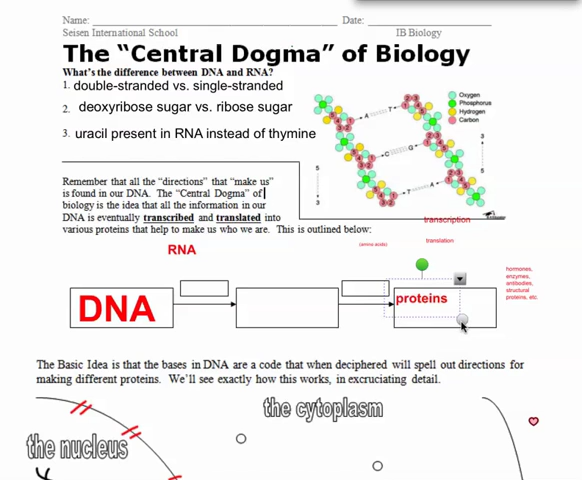 Name: Date:
Seisen International School IB Biology
The “Central Dogma” of Biology
What’s the difference between DNA and RNA?
1. double-stranded vs. single-stranded
2. deoxyribose sugar vs. ribose sugar
3. uracil present in RNA instead of thymine
Oxygen
Phosphorus
Hydrogen
Carbon
Remember that all the “directions” that “make us”
is found in our DNA. The “Central Dogma” of
biology is the idea that all the information in our
DNA is eventually transcribed and translated into
various proteins that help to make us who we are. This is outlined below:
transcription
translation
(amino acids)
RNA
hormones,
enzymes,
antibodies,
structural
proteins, etc
DNA
proteins
The Basic Idea is that the bases in DNA are a code that when deciphered will spell out directions for
making different proteins. We’ll see exactly how this works, in excruciating detail.
the cytoplasm
the nucleus